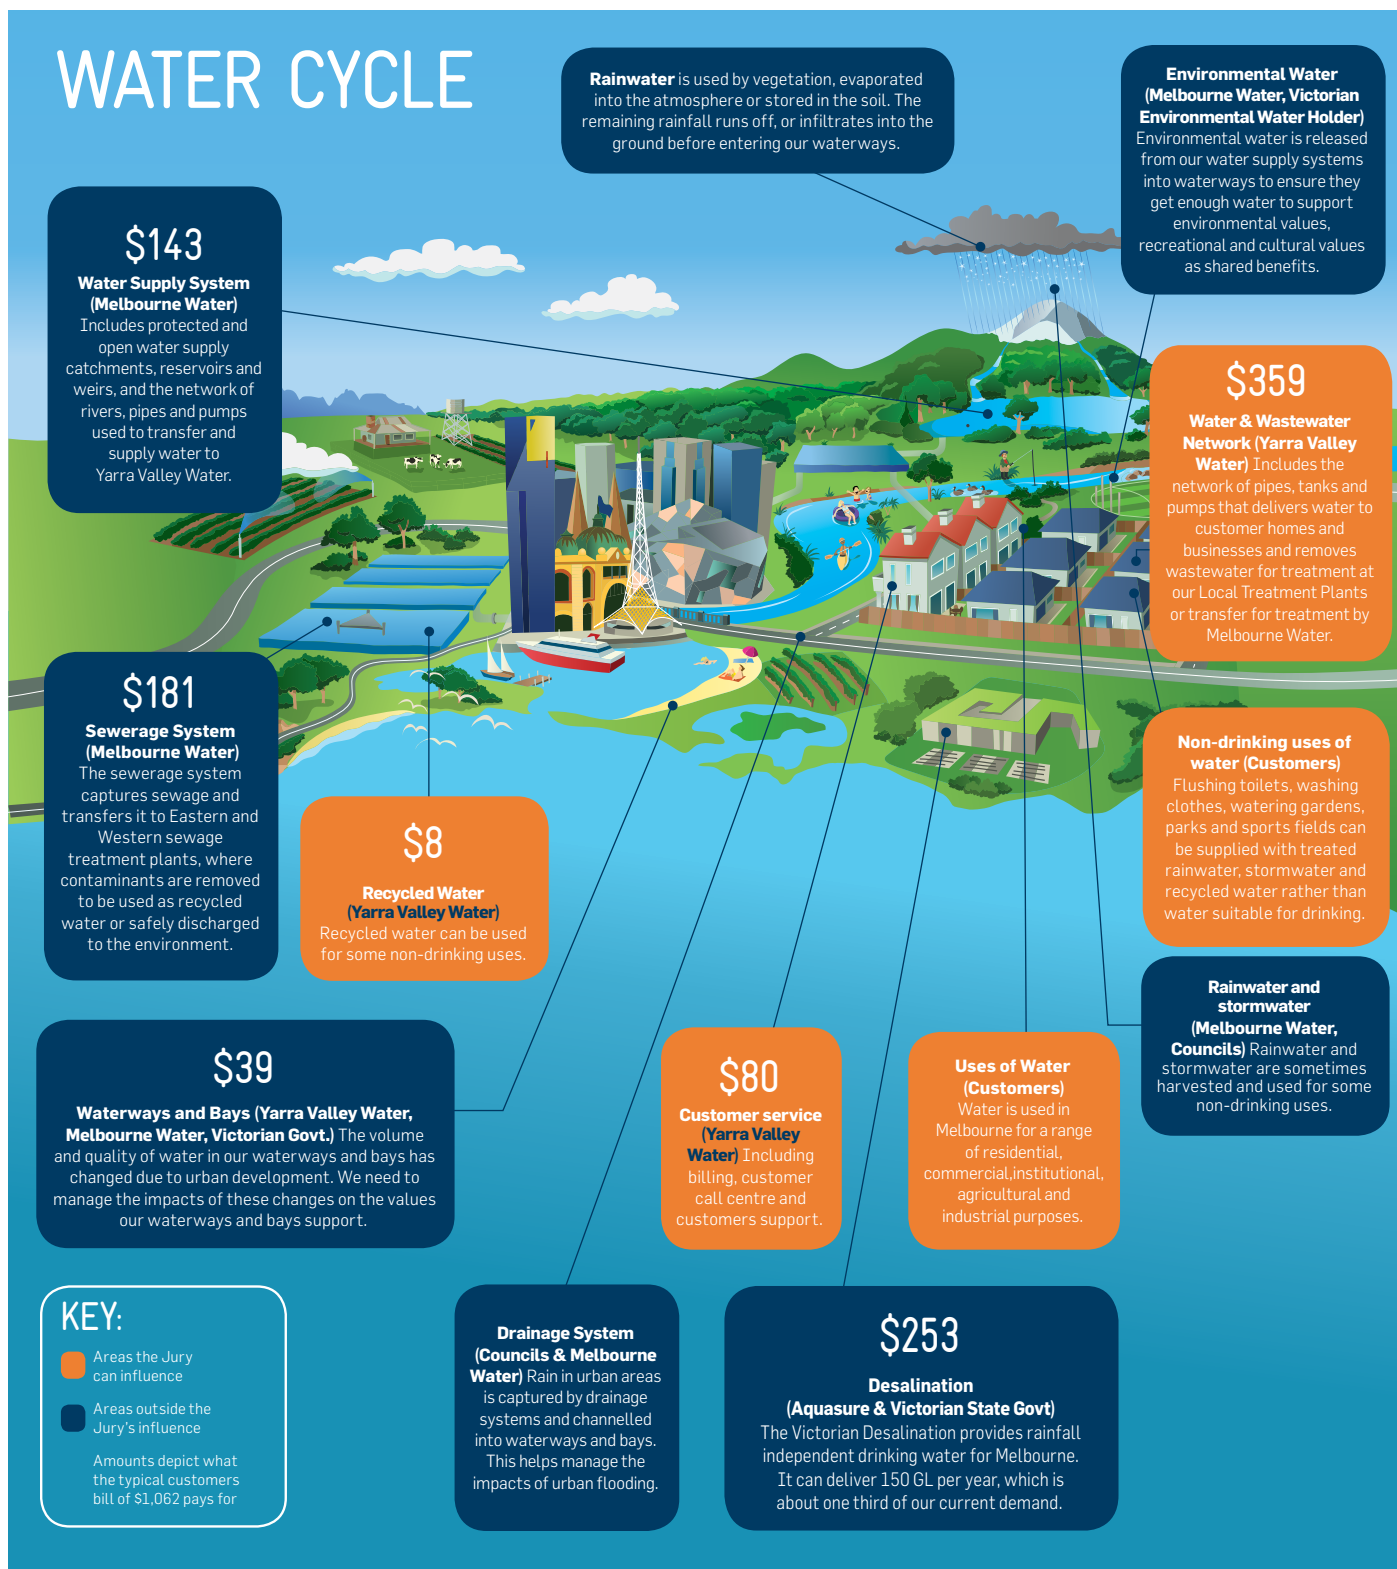 WATER CYCLE
Rainwater is used by vegetation, evaporated
into the atmosphere or stored in the soil. The
remaining rainfall runs off, or infiltrates into the
ground before entering our waterways.
Environmental Water
(Melbourne Water, Victorian
Environmental Water Holder)
Environmental water is released
from our water supply systems
into waterways to ensure they
get enough water to support
environmental values,
recreational and cultural values
as shared benefits.
$143
Water Supply System
(Melbourne Water)
Includes protected and
open water supply
catchments, reservoirs and
weirs, and the network of
rivers, pipes and pumps
used to transfer and
supply water to
Yarra Valley Water.
$359
Water & Wastewater
Network (Yarra Valley
Water) Includes the
network of pipes, tanks and
pumps that delivers water to
customer homes and
businesses and removes
wastewater for treatment at
our Local Treatment Plants
or transfer for treatment by
Melbourne Water.
$181
Sewerage System
(Melbourne Water)
The sewerage system
captures sewage and
transfers it to Eastern and
Western sewage
treatment plants, where
contaminants are removed
to be used as recycled
water or safely discharged
to the environment.
$8
Recycled Water
(Yarra Valley Water)
Recycled water can be used
for some non-drinking uses.
Non-drinking uses of
water (Customers)
Flushing toilets, washing
clothes, watering gardens,
parks and sports fields can
be supplied with treated
rainwater, stormwater and
recycled water rather than
water suitable for drinking.
Rainwater and
stormwater
(Melbourne Water,
Councils) Rainwater and
stormwater are sometimes
harvested and used for some
non-drinking uses.
$39
Waterways and Bays (Yarra Valley Water,
Melbourne Water, Victorian Govt.) The volume
and quality of water in our waterways and bays has
changed due to urban development. We need to
manage the impacts of these changes on the values
our waterways and bays support.
$80
Customer service
(Yarra Valley
Water) Including
billing, customer
call centre and
customers support.
Uses of Water
(Customers)
Water is used in
Melbourne for a range
of residential,
commercial,institutional,
agricultural and
industrial purposes.
KEY:
Areas the Jury
can influence
Areas outside the
Jury's influence
Amounts depict what
the typical customers
bill of $1,062 pays for
Drainage System
(Councils & Melbourne
Water) Rain in urban areas
is captured by drainage
systems and channelled
into waterways and bays.
This helps manage the
impacts of urban flooding.
$253
Desalination
(Aquasure & Victorian State Govt)
The Victorian Desalination provides rainfall
independent drinking water for Melbourne.
It can deliver 150 GL per year, which is
about one third of our current demand.